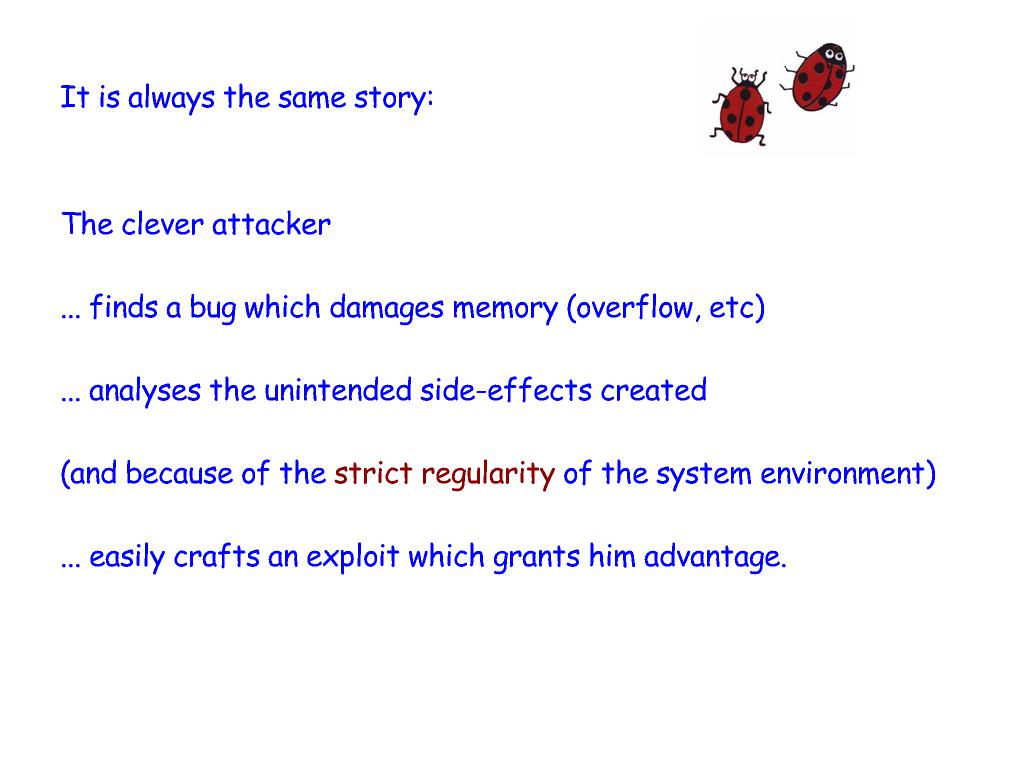 It is always the same story:
The clever attacker
... finds a bug which damages memory (overflow, etc)
... analyses the unintended side-effects created
(and because of the strict regularity of the system environment)
... easily crafts an exploit which grants him advantage.